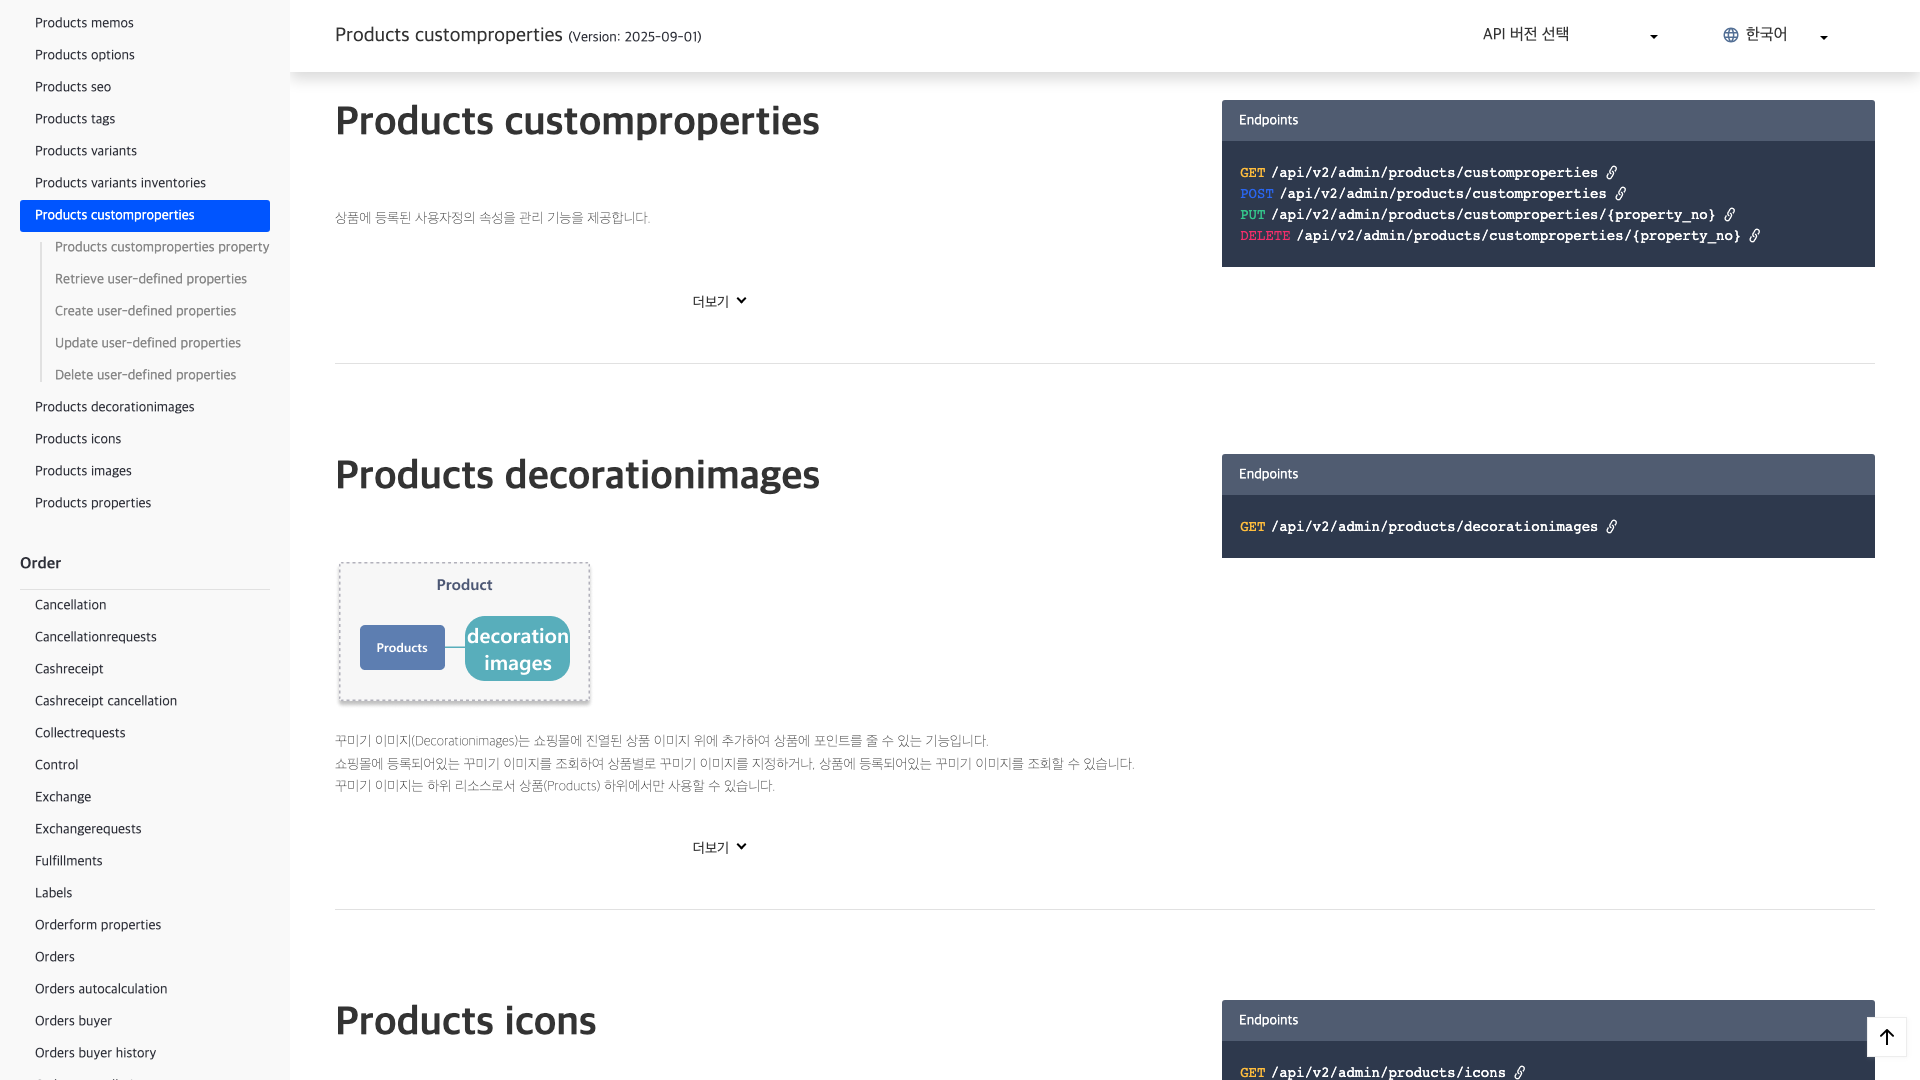 Products memos
Products options
Products seo
Products tags
Products variants
Products variants inventories
Products customproperties
Products customproperties property
Retrieve user-defined properties
Create user-defined properties
Update user-defined properties
Delete user-defined properties
Products decorationimages
Products icons
Products images
Products properties
Order
Cancellation
Cancellationrequests
Cashreceipt
Cashreceipt cancellation
Collectrequests
Control
Exchange
Exchangerequests
Fulfillments
Labels
Orderform properties
Orders
Orders autocalculation
Orders buyer
Orders buyer history
Products customproperties (Version: 2025-09-01)
API 버전 선택
한국어
Products customproperties
상품에 등록된 사용자정의 속성을 관리 기능을 제공합니다.
더보기
Endpoints
GET /api/v2/admin/products/customproperties
POST /api/v2/admin/products/customproperties
PUT /api/v2/admin/products/customproperties/{property_no}
DELETE /api/v2/admin/products/customproperties/{property_no}
Products decorationimages
Product
Products
decoration
images
꾸미기 이미지(Decorationimages)는 쇼핑몰에 진열된 상품 이미지 위에 추가하여 상품에 포인트를 줄 수 있는 기능입니다.
쇼핑몰에 등록되어있는 꾸미기 이미지를 조회하여 상품별로 꾸미기 이미지를 지정하거나, 상품에 등록되어있는 꾸미기 이미지를 조회할 수 있습니다.
꾸미기 이미지는 하위 리소스로서 상품(Products) 하위에서만 사용할 수 있습니다.
더보기
Endpoints
GET /api/v2/admin/products/decorationimages
Products icons
Endpoints
GET /api/v2/admin/products/icons